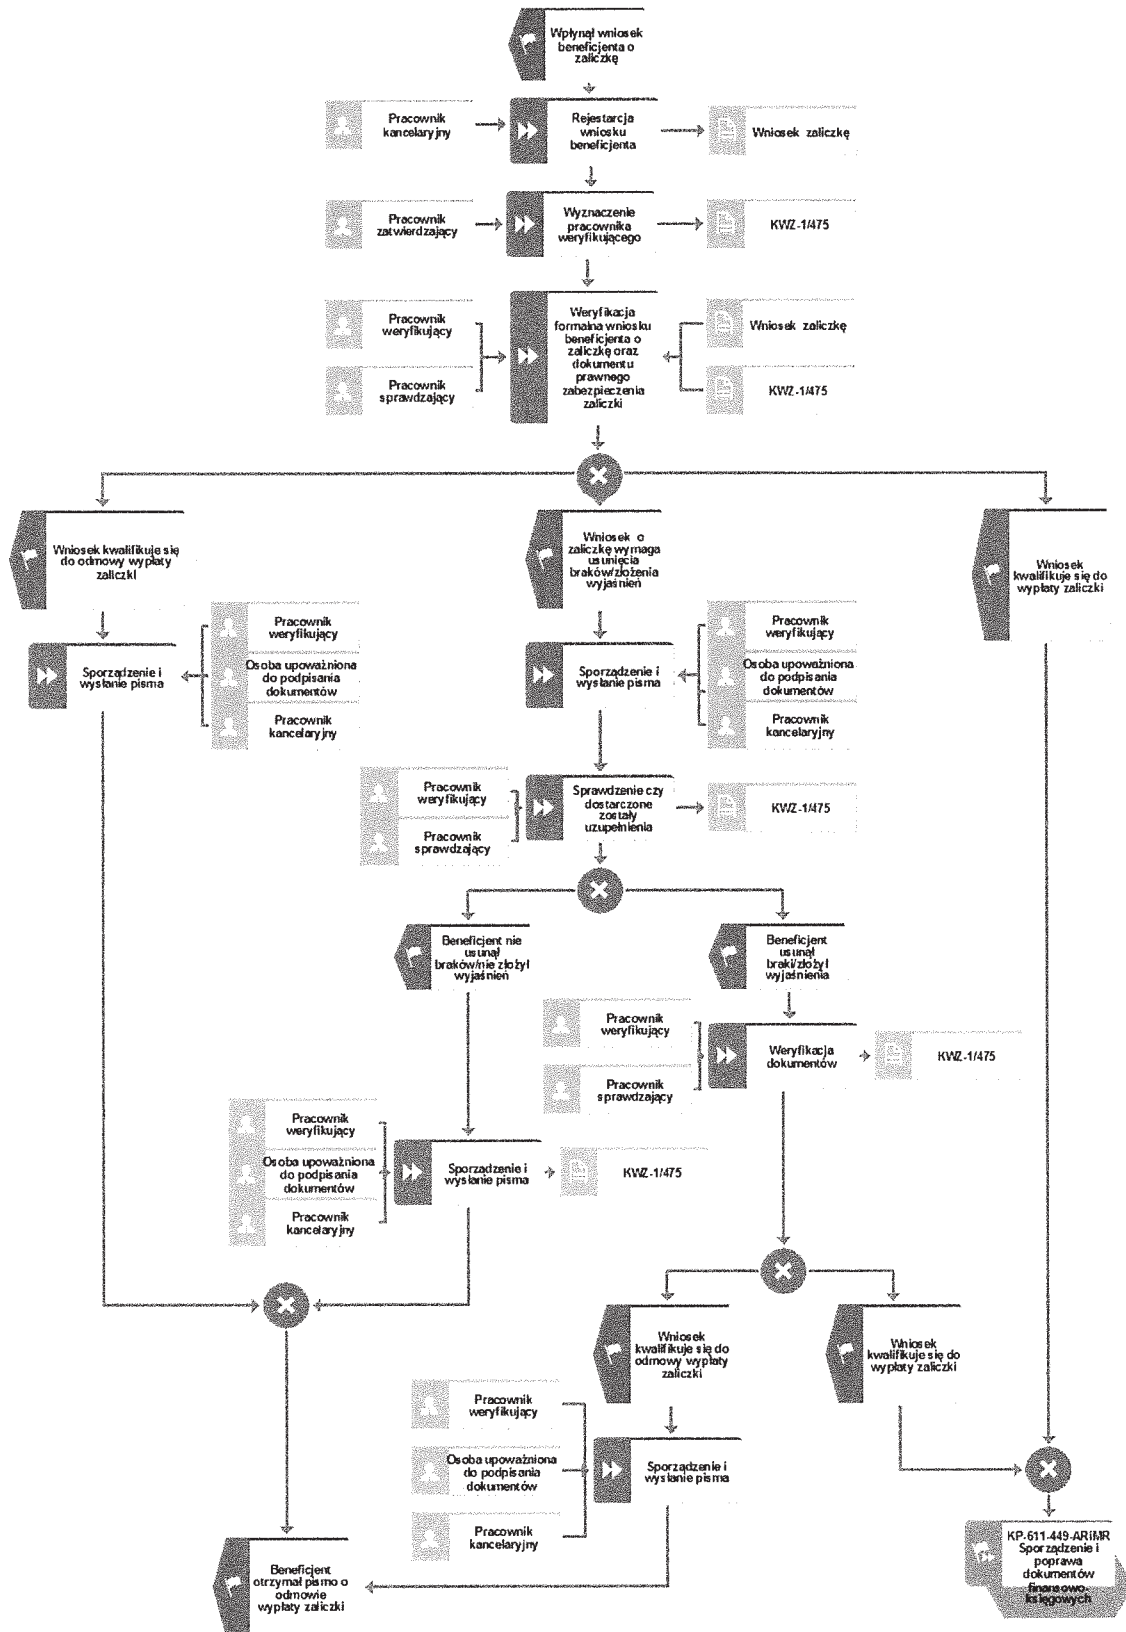 Wpłynął wniosek
beneficjenta o
zaliczkę
Pracownik
kancelaryjny
Rejestarcja
wniosku
beneficjenta
Wniosek zaliczkę
Pracownik
zatwierdzający
Wyznaczenie
pracownika
weryfikującego
KWZ-1/475
Pracownik
weryfikujący
Pracownik
sprawdzający
Weryfikacja
formalna wniosku
beneficjenta o
zaliczkę oraz
dokumentu
prawnego
zabezpieczenia
zaliczki
Wniosek zaliczkę
KWZ-1/475
Wniosek kwalifikuje się
do odmowy wypłaty
zaliczki
Wniosek o
zaliczkę wymaga
usunięcia
braków/złożenia
wyjaśnień
Wniosek
kwalifikuje się do
wypłaty zaliczki
Sporządzenie i
wysłanie pisma
Pracownik
weryfikujący
Osoba upoważniona
do podpisania
dokumentów
Pracownik
kancelaryjny
Sporządzenie i
wysłanie pisma
Pracownik
weryfikujący
Osoba upoważniona
do podpisania
dokumentów
Pracownik
kancelaryjny
Pracownik
weryfikujący
Pracownik
sprawdzający
Sprawdzenie czy
dostarczone
zostały
uzupełnienia
KWZ-1/475
Beneficjent nie
usunął
braków/nie złożył
wyjaśnień
Beneficjent
usunął
braki/złożył
wyjaśnienia
Pracownik
weryfikujący
Pracownik
sprawdzający
Weryfikacja
dokumentów
KWZ-1/475
Pracownik
weryfikujący
Osoba upoważniona
do podpisania
dokumentów
Pracownik
kancelaryjny
Sporządzenie i
wysłanie pisma
KWZ-1/475
Wniosek
kwalifikuje się do
odmowy wypłaty
zaliczki
Wniosek
kwalifikuje się do
wypłaty zaliczki
Pracownik
weryfikujący
Osoba upoważniona
do podpisania
dokumentów
Pracownik
kancelaryjny
Sporządzenie i
wysłanie pisma
Beneficjent
otrzymał pismo o
odmowie
wypłaty zaliczki
KP-611-449-ARiMR
Sporządzenie i
poprawa
dokumentów
finansowo-
księgowych